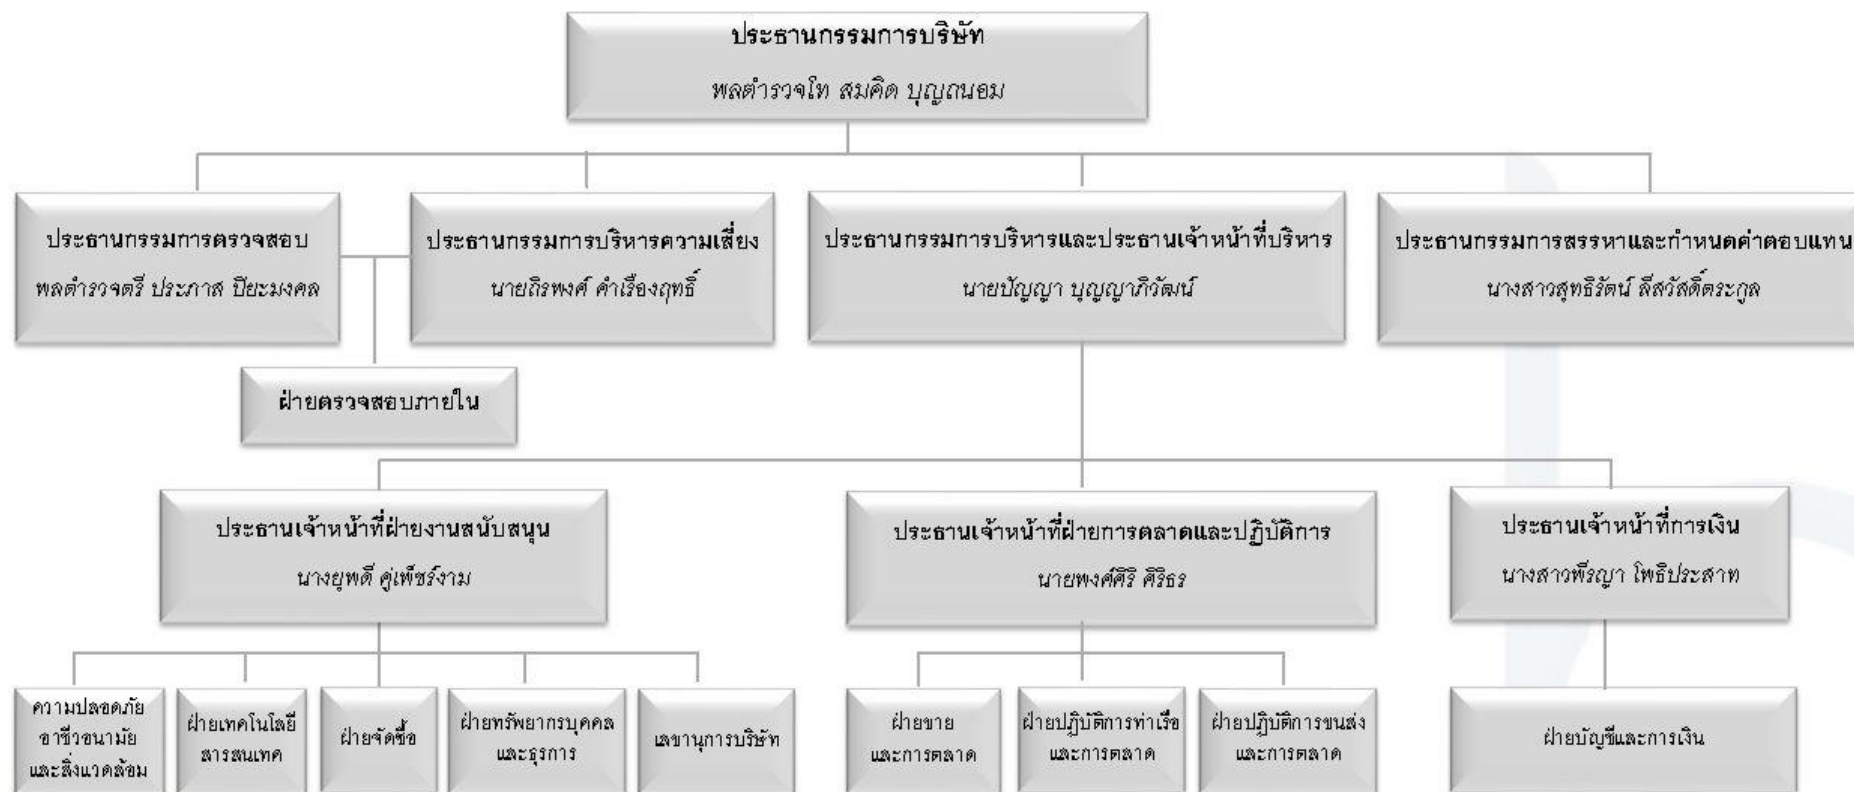 ประธานกรรมการบริษัท
พลตำรวจโท สมคิด บุญถนอม
ประธานกรรมการตรวจสอบ
พลตำรวจตรี ประภาส ปิยะมงคล
ประธานกรรมการบริหารความเสี่ยง
นายถิรพงศ์ คำเรืองฤทธิ์
ประธานกรรมการบริหารและประธานเจ้าหน้าที่บริหาร
นายปัญญา บุญญาภิวัฒน์
ประธานกรรมการสรรหาและกำหนดค่าตอบแทน
นางสาวสุทธิรัตน์ ลีสวัสดิ์ตระกูล
ฝ่ายตรวจสอบภายใน
ประธานเจ้าหน้าที่ฝ่ายงานสนับสนุน
นางยุพดี คู่เพ็ชร์งาม
ประธานเจ้าหน้าที่ฝ่ายการตลาดและปฏิบัติการ
นายพงศ์ศิริ ศิริธร
ประธานเจ้าหน้าที่การเงิน
นางสาวพีรญา โพธิประสาท
ความปลอดภัย
อาชีวอนามัย
และสิ่งแวดล้อม
ฝ่ายเทคโนโลยี
สารสนเทศ
ฝ่ายจัดซื้อ
ฝ่ายทรัพยากรบุคคล
และธุรการ
เลขานุการบริษัท
ฝ่ายขาย
และการตลาด
ฝ่ายปฏิบัติการท่าเรือ
และการตลาด
ฝ่ายปฏิบัติการขนส่ง
และการตลาด
ฝ่ายบัญชีและการเงิน